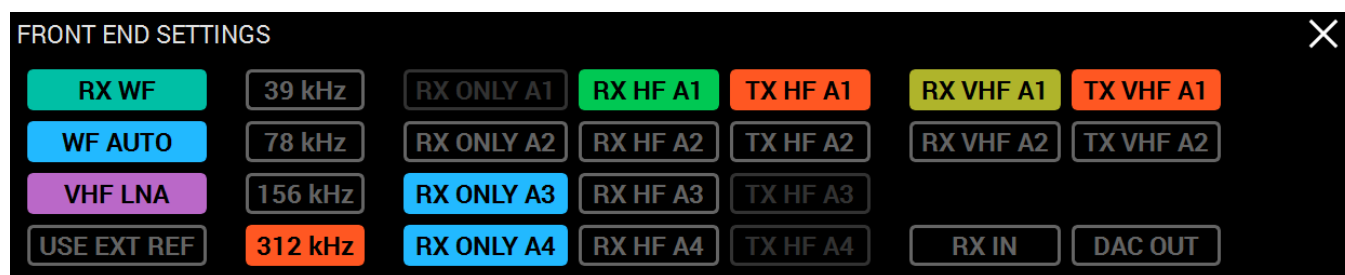 FRONT END SETTINGS
RX WF 39 kHz RX ONLY A1 RX HF A1 TX HF A1 RX VHF A1 TX VHF A1
WF AUTO 78 kHz RX ONLY A2 RX HF A2 TX HF A2 RX VHF A2 TX VHF A2
VHF LNA 156 kHz RX ONLY A3 RX HF A3 TX HF A3
USE EXT REF 312 kHz RX ONLY A4 RX HF A4 TX HF A4 RX IN DAC OUT